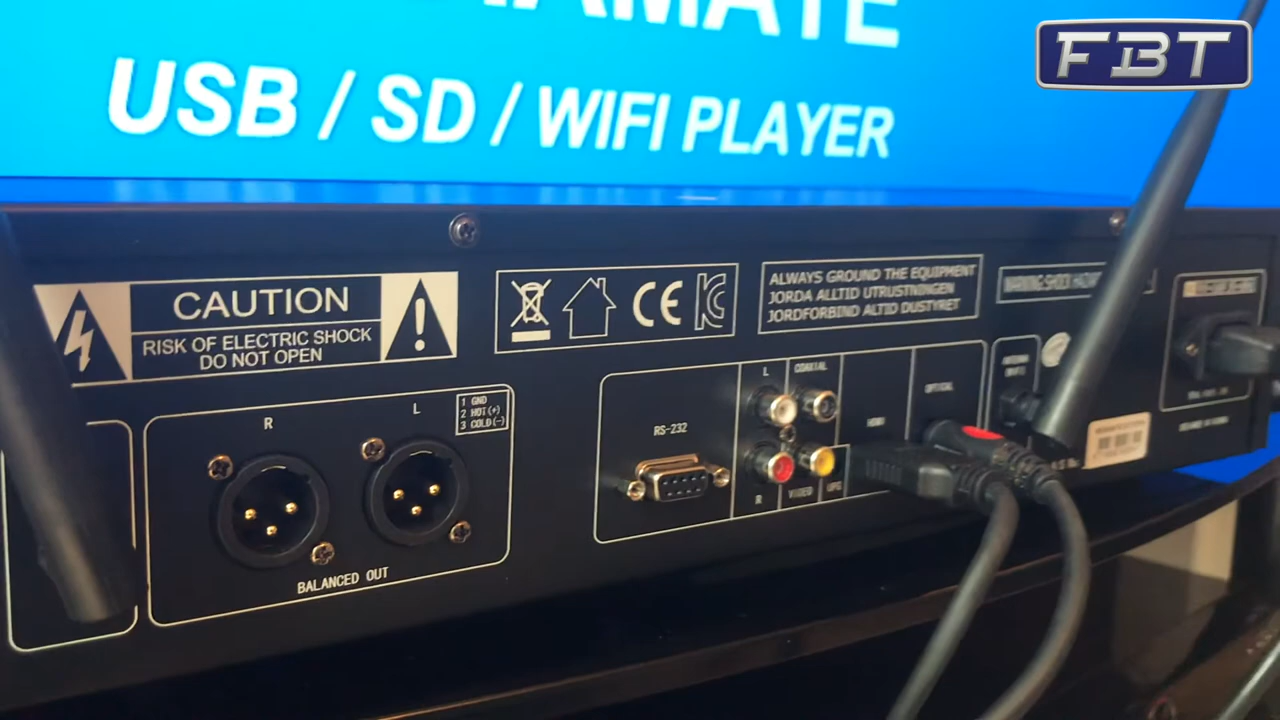 FBT
USB / SD / WIFI PLAYER
CAUTION
RISK OF ELECTRIC SHOCK
DO NOT OPEN
CE
ALWAYS GROUND THE EQUIPMENT
JORDA ALLTID UTRUSTNINGEN
JORDFORBIND ALTID DUSTYRET
R
L
1 GND
2 HOT(+)
3 COLD(-)
BALANCED OUT
RS-232
L
COAXIAL
R
VIDEO
HDMI
OPTICAL